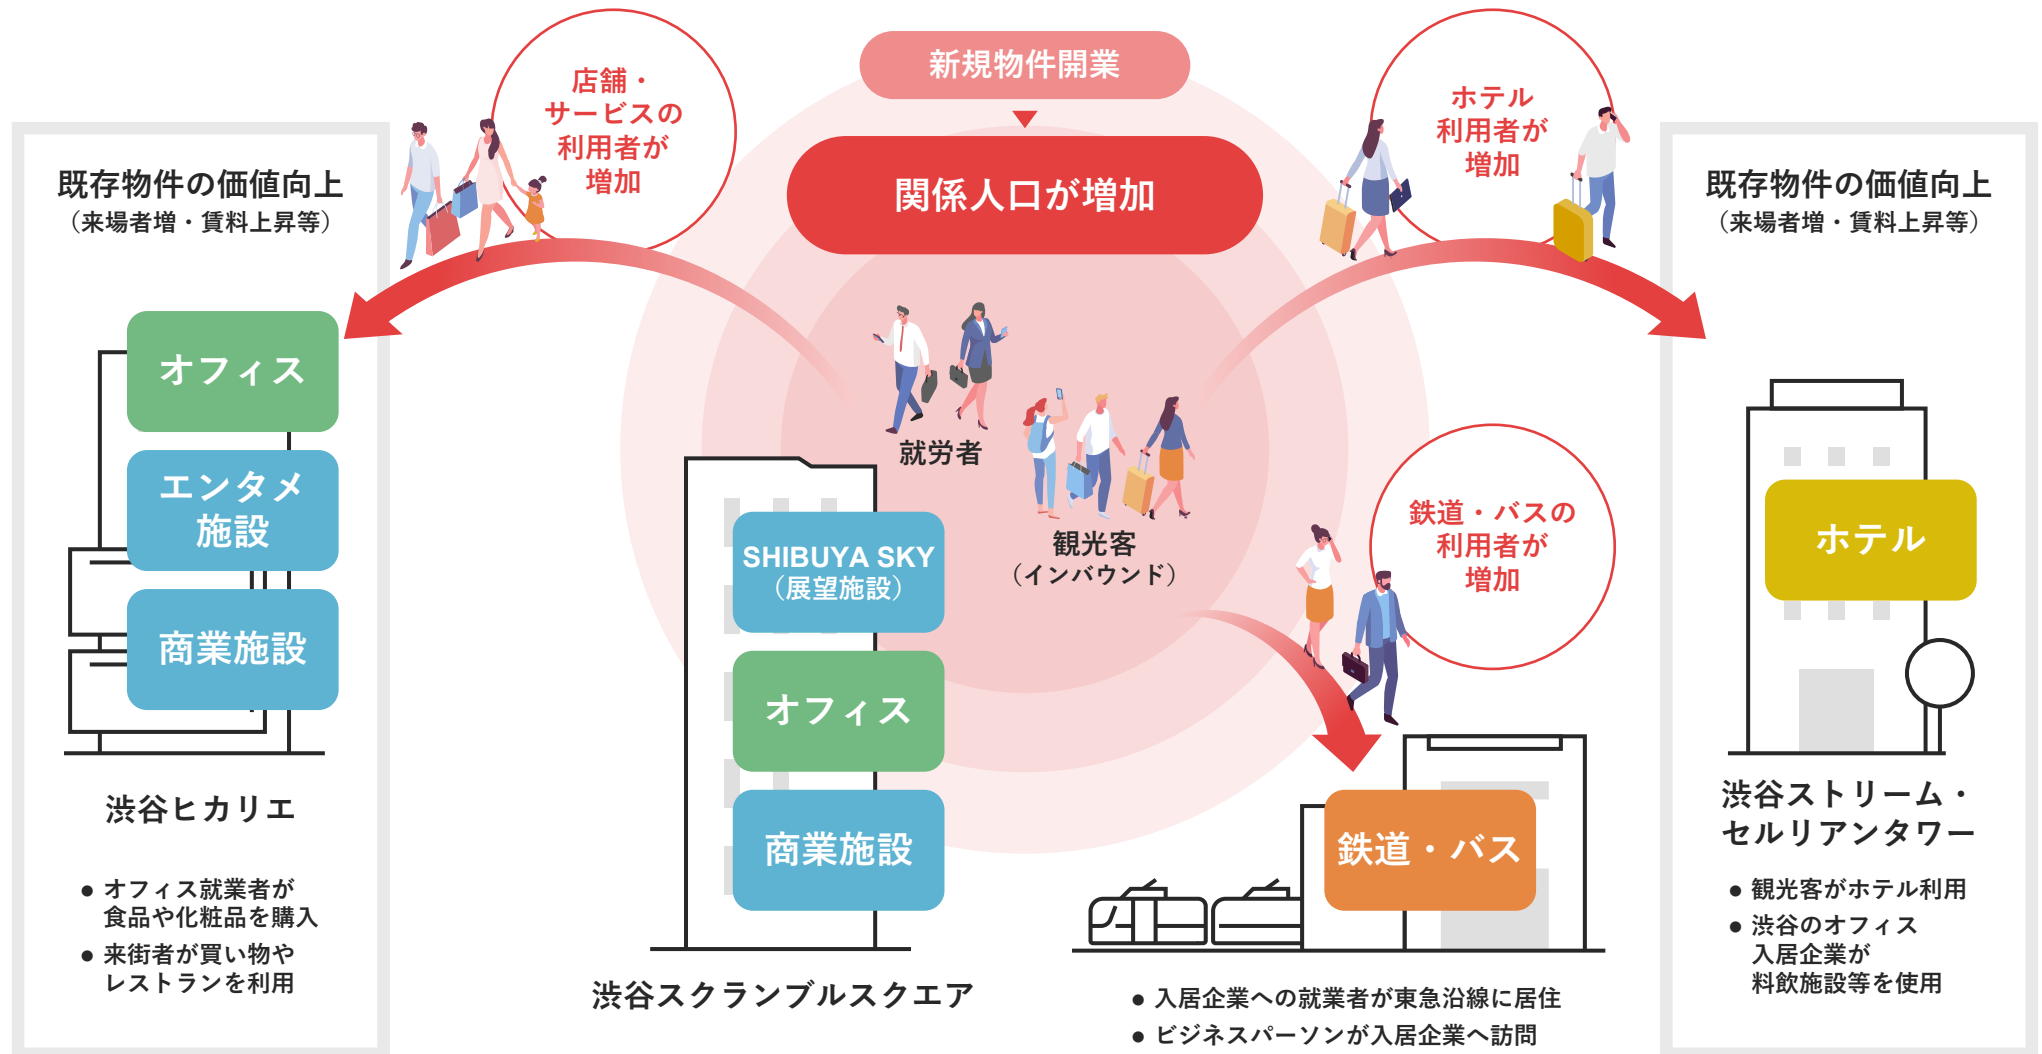 新規物件開業
関係人口が増加
店舗・
サービスの
利用者が
増加
ホテル
利用者が
増加
既存物件の価値向上
（来場者増・賃料上昇等）
オフィス
エンタメ
施設
商業施設
渋谷ヒカリエ
● オフィス就業者が
食品や化粧品を購入
● 来街者が買い物や
レストランを利用
就労者
観光客
（インバウンド）
SHIBUYA SKY
（展望施設）
オフィス
商業施設
渋谷スクランブルスクエア
鉄道・バスの
利用者が
増加
鉄道・バス
● 入居企業への就業者が東急沿線に居住
● ビジネスパーソンが入居企業へ訪問
既存物件の価値向上
（来場者増・賃料上昇等）
ホテル
渋谷ストリーム・
セルリアンタワー
● 観光客がホテル利用
● 渋谷のオフィス
入居企業が
料飲施設等を使用